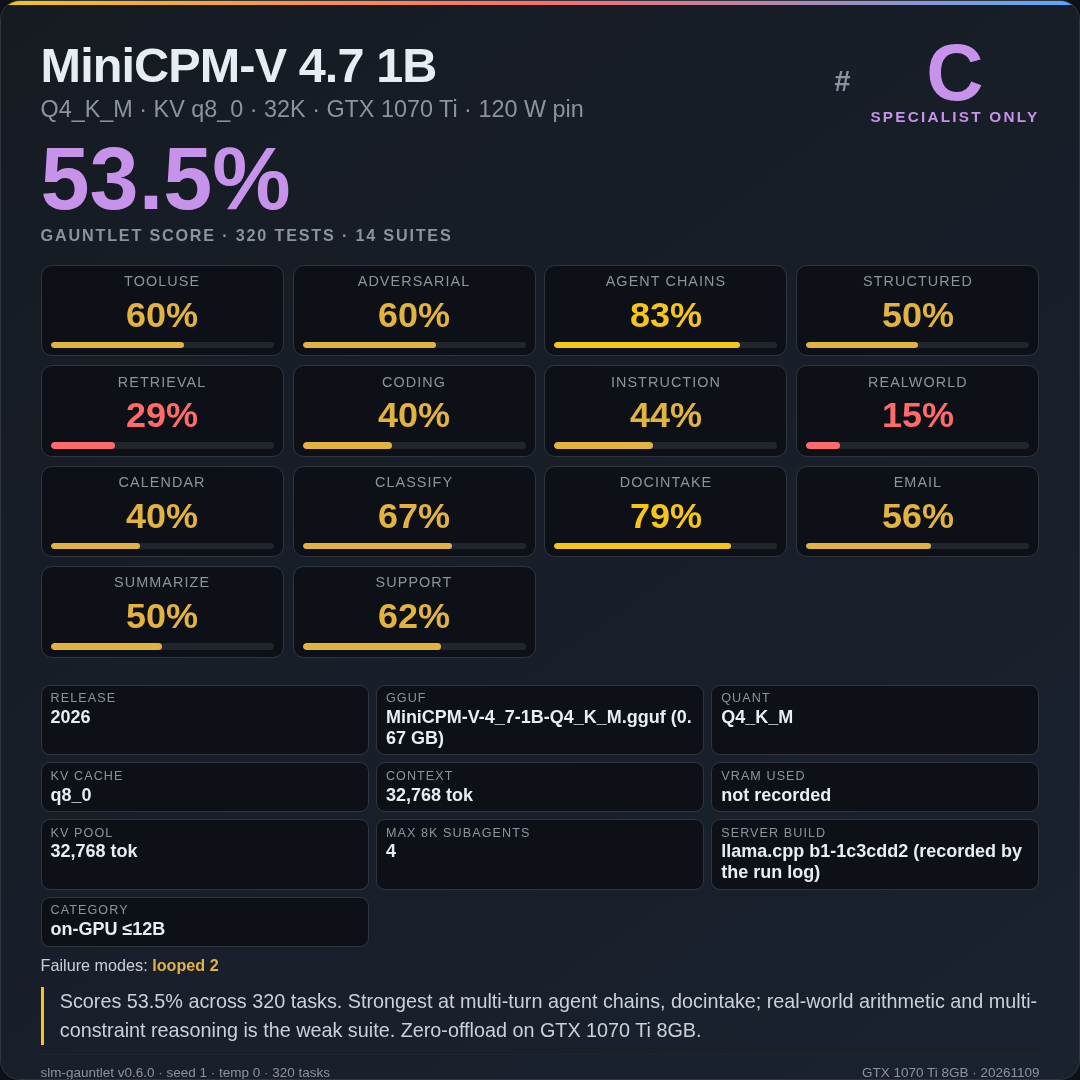 MiniCPM-V 4.7 1B
Q4_K_M · KV q8_0 · 32K · GTX 1070 Ti · 120 W pin
#
C
SPECIALIST ONLY
53.5%
GAUNTLET SCORE · 320 TESTS · 14 SUITES
TOOLUSE
60%
ADVERSARIAL
60%
AGENT CHAINS
83%
STRUCTURED
50%
RETRIEVAL
29%
CODING
40%
INSTRUCTION
44%
REALWORLD
15%
CALENDAR
40%
CLASSIFY
67%
DOCINTAKE
79%
EMAIL
56%
SUMMARIZE
50%
SUPPORT
62%
RELEASE
2026
GGUF
MiniCPM-V-4_7-1B-Q4_K_M.gguf (0.
67 GB)
QUANT
Q4_K_M
KV CACHE
q8_0
CONTEXT
32,768 tok
VRAM USED
not recorded
KV POOL
32,768 tok
MAX 8K SUBAGENTS
4
SERVER BUILD
llama.cpp b1-1c3cdd2 (recorded by
the run log)
CATEGORY
on-GPU ≤12B
Failure modes: looped 2
Scores 53.5% across 320 tasks. Strongest at multi-turn agent chains, docintake; real-world arithmetic and multi-
constraint reasoning is the weak suite. Zero-offload on GTX 1070 Ti 8GB.
slm-gauntlet v0.6.0 · seed 1 · temp 0 · 320 tasks
GTX 1070 Ti 8GB · 20261109